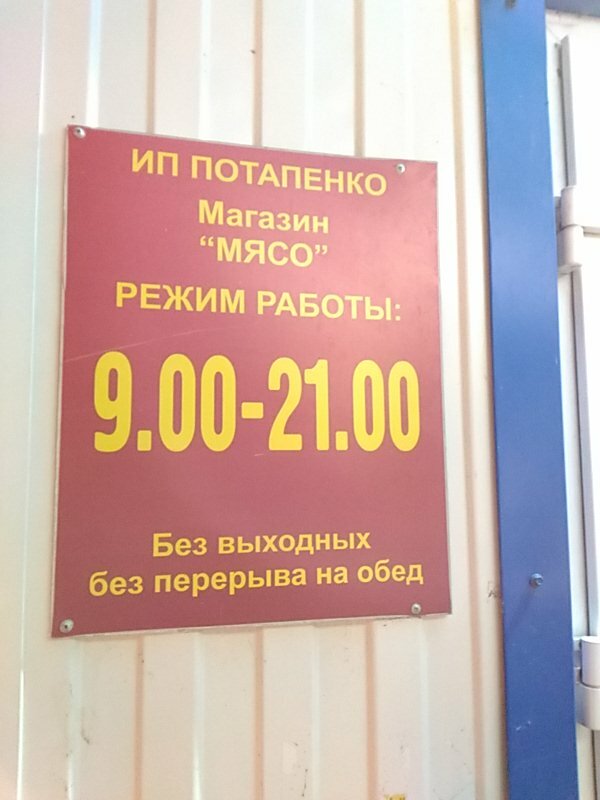 ИП ПОТАПЕНКО
Магазин
“МЯСО”
РЕЖИМ РАБОТЫ:
9.00-21.00
Без выходных
без перерыва на обед